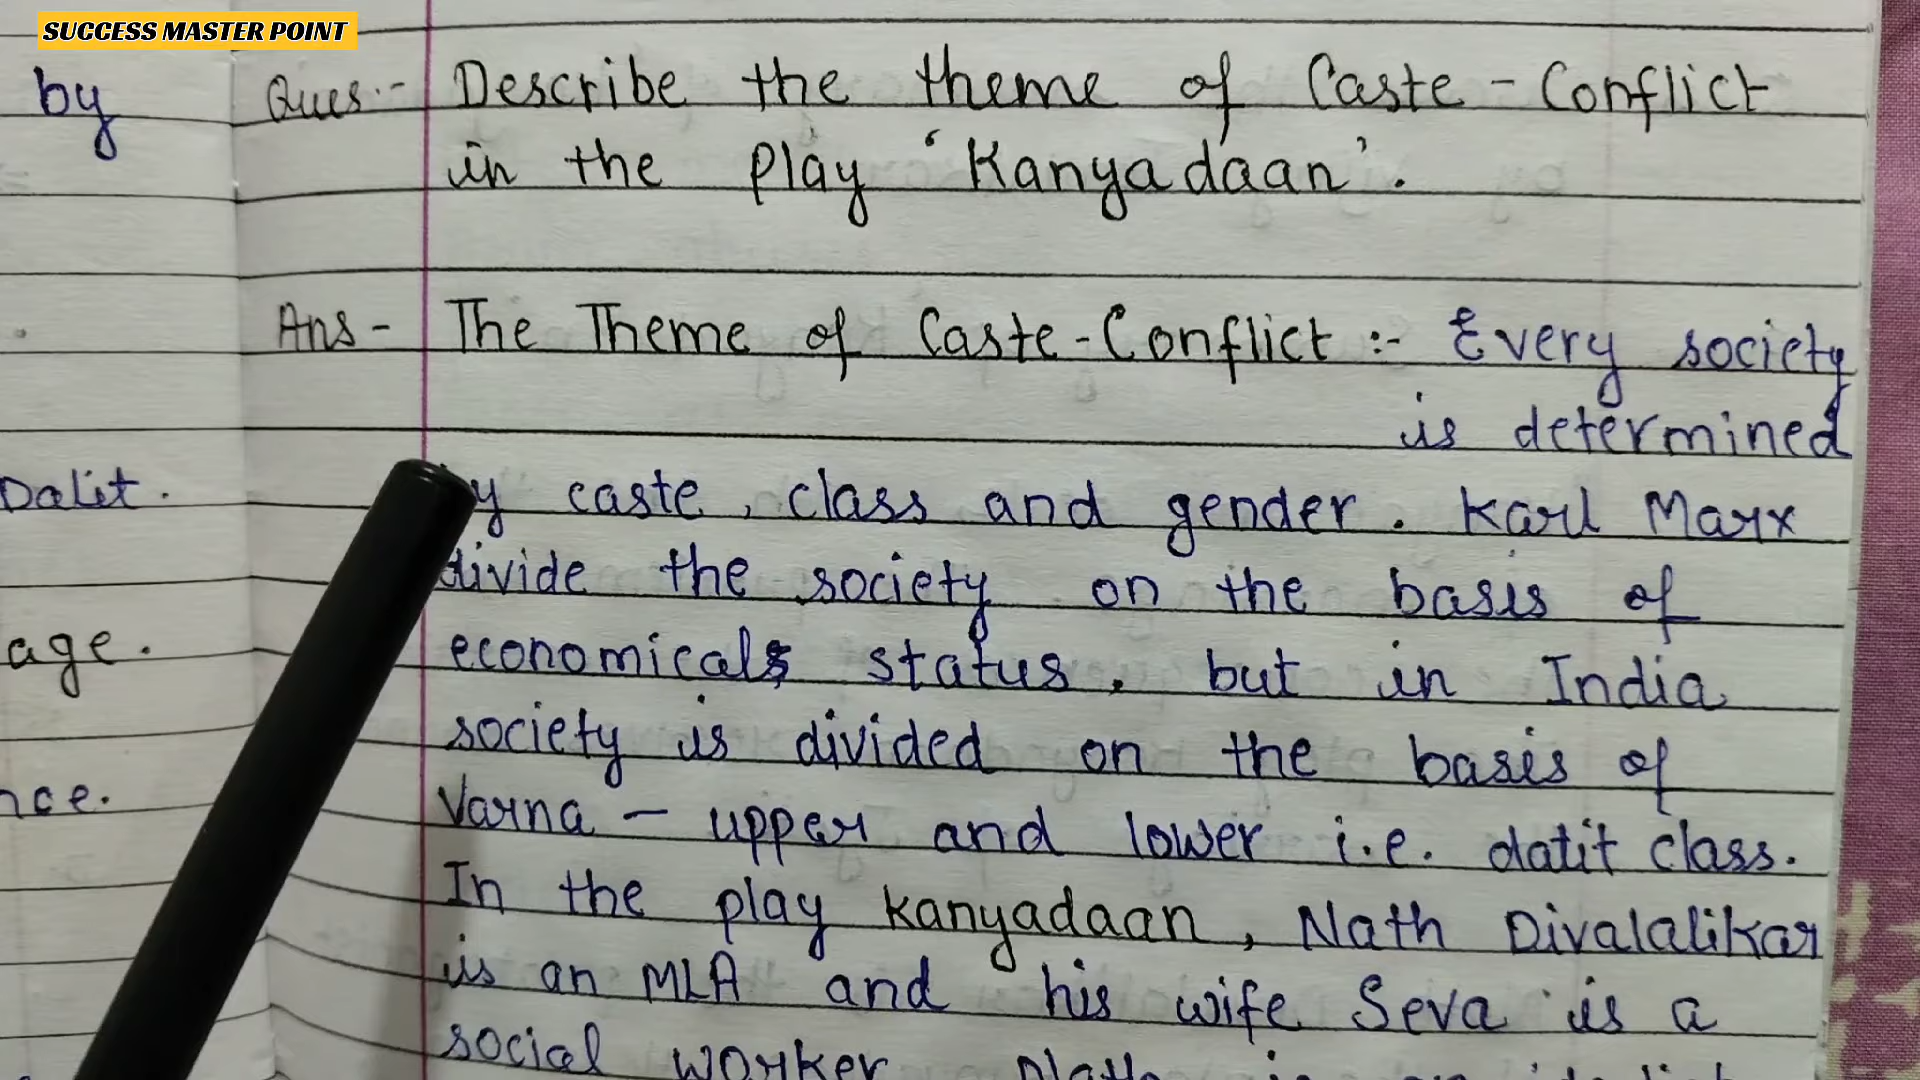 SUCCESS MASTER POINT
by
Ques:- Describe the theme of Caste-Conflict
in the play 'Kanyadaan'.
Ans- The Theme of Caste-Conflict :- Every society
is determined
Dalit. y caste, class and gender. Karl Marx
divide the society on the basis of
age. economical status, but in India
society is divided on the basis of
nce. Varna - upper and lower i.e. datit class.
In the play kanyadaan, Nath Divalalikar
is an MLA and his wife Seva is a
social worker